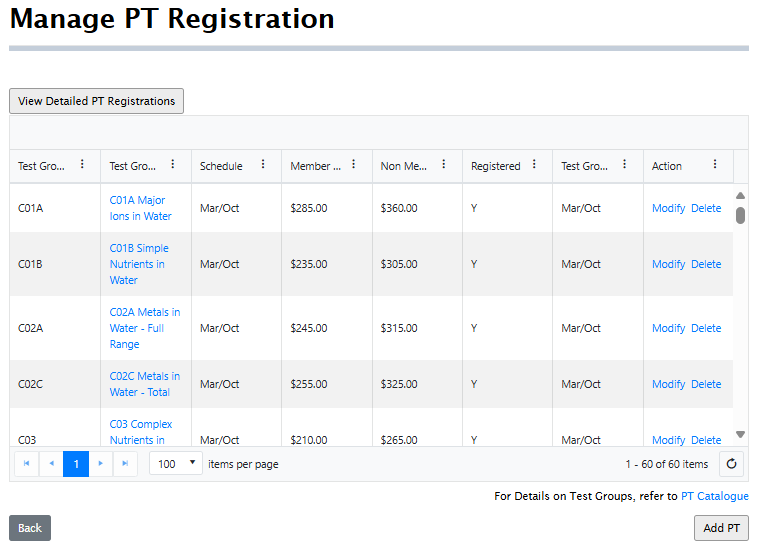 Manage PT Registration
View Detailed PT Registrations
Test Gro... Test Gro... Schedule Member ... Non Me... Registered Test Gro... Action
C01A C01A Major Ions in Water Mar/Oct $285.00 $360.00 Y Mar/Oct Modify Delete
C01B C01B Simple Nutrients in Water Mar/Oct $235.00 $305.00 Y Mar/Oct Modify Delete
C02A C02A Metals in Water - Full Range Mar/Oct $245.00 $315.00 Y Mar/Oct Modify Delete
C02C C02C Metals in Water - Total Mar/Oct $255.00 $325.00 Y Mar/Oct Modify Delete
C03 C03 Complex Nutrients in Mar/Oct $210.00 $265.00 Y Mar/Oct Modify Delete
1 100 items per page 1 - 60 of 60 items
For Details on Test Groups, refer to PT Catalogue
Back Add PT